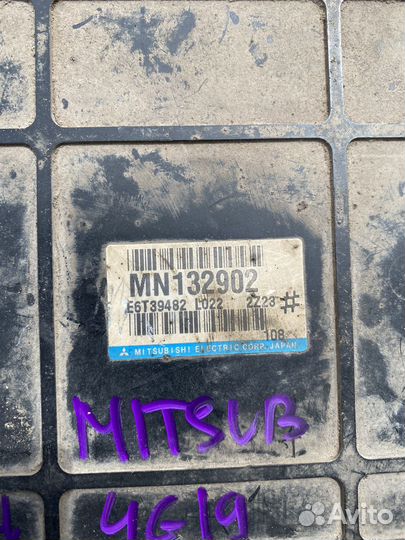 MN132902
E6T39482 L022 2Z23 #
108
MITSUBISHI ELECTRIC CORP. JAPAN
MITSUB
4G19
Avito